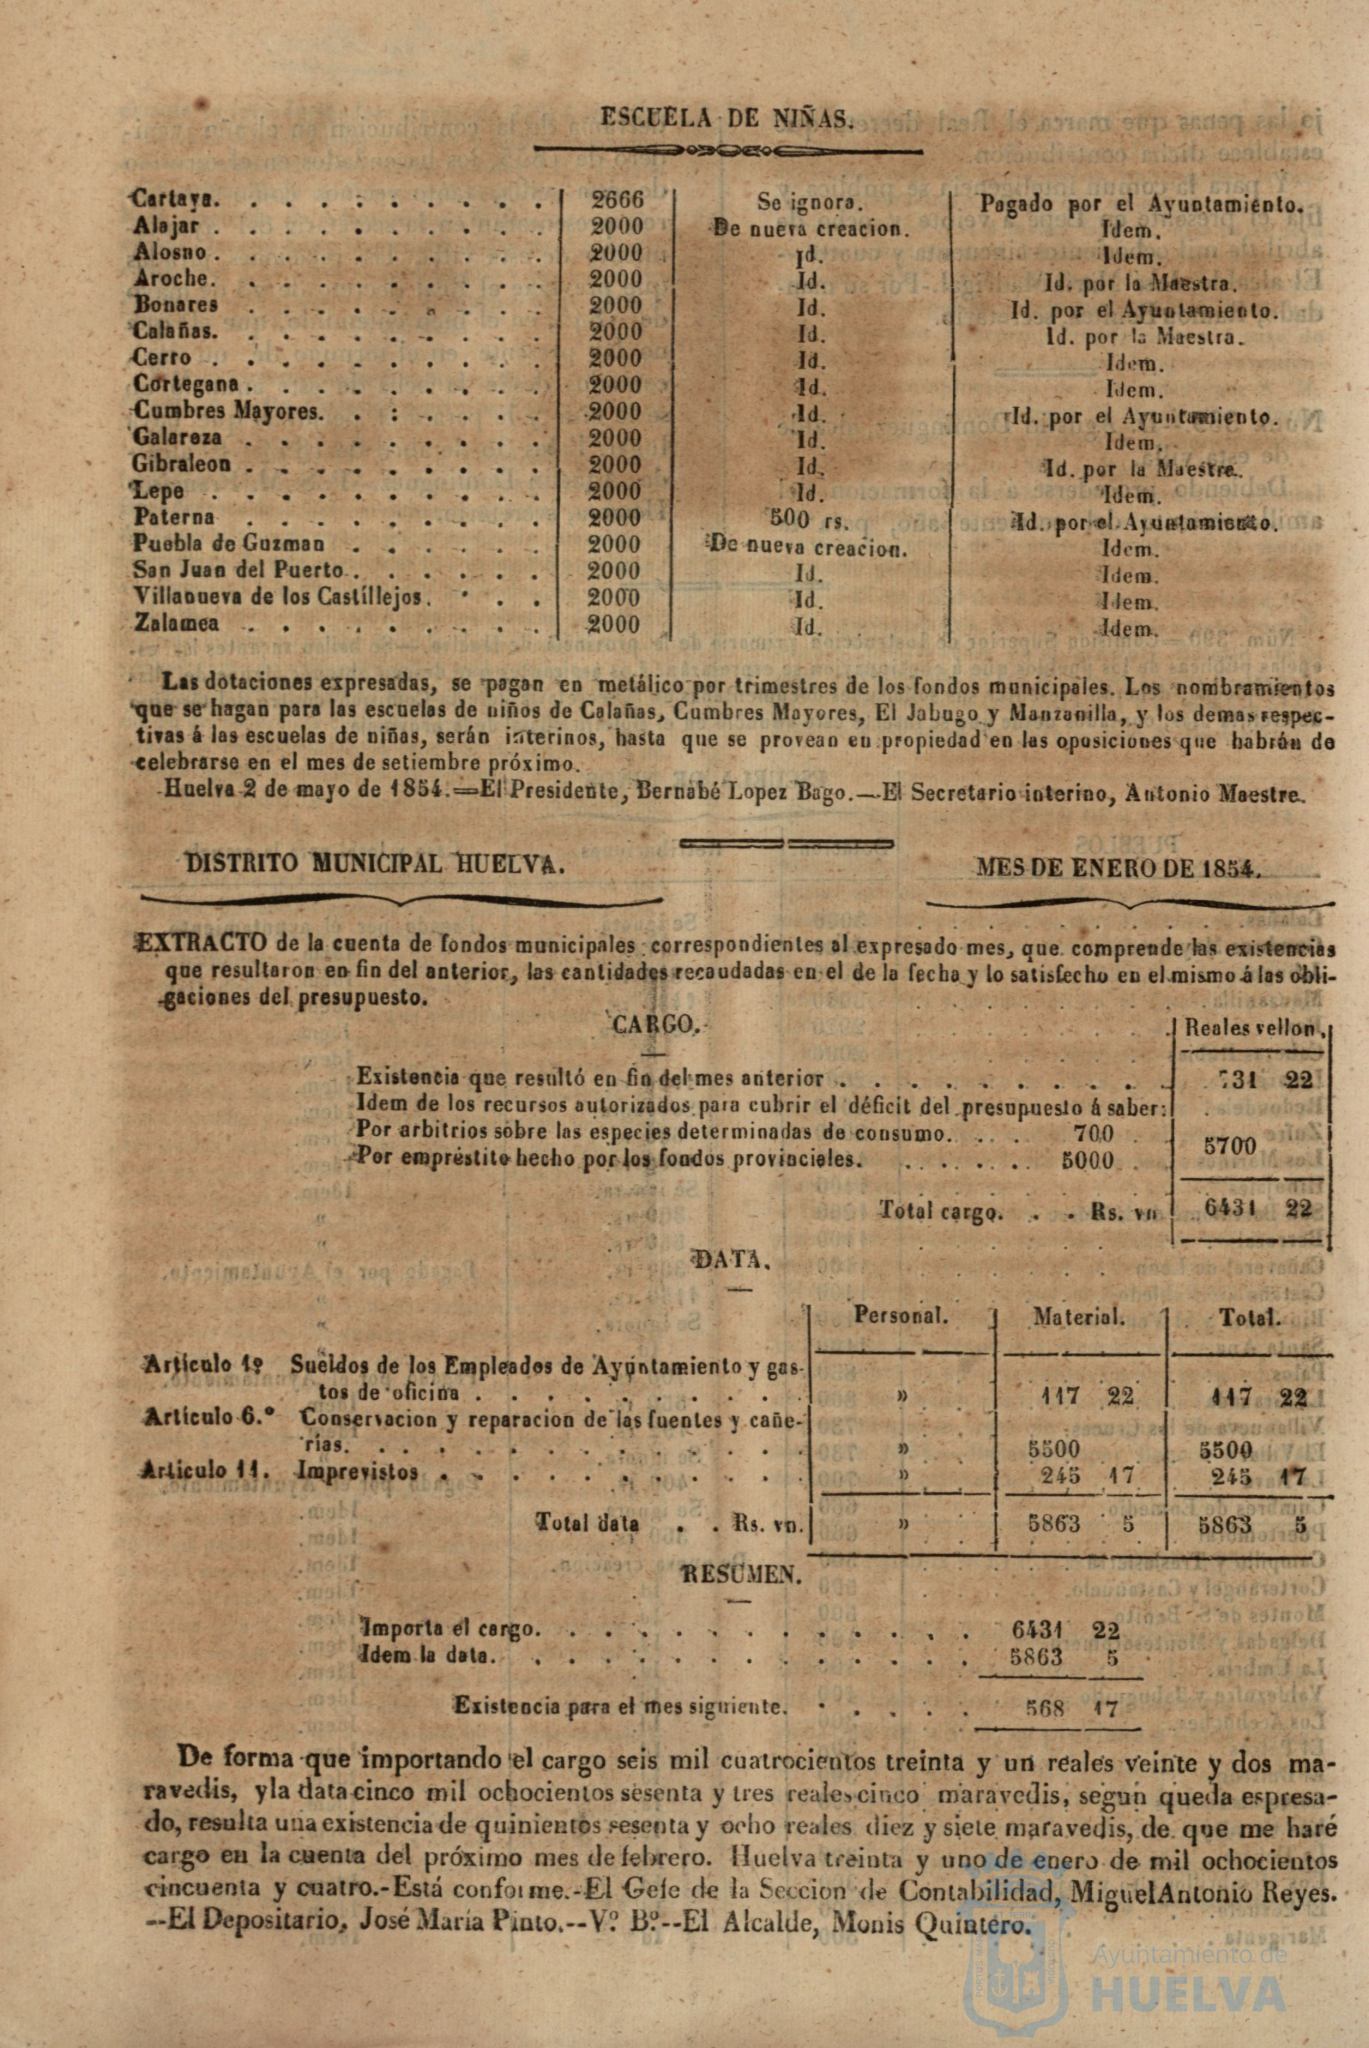 ESCUELA DE NIÑAS.
Cartaya. . . . . . . . . . 2666 Se ignora. Pagado por el Ayuntamiento.
Alajar . . . . . . . . . . 2000 De nueva creacion. Idem.
Alosno . . . . . . . . . . 2000 Id. Idem.
Aroche. . . . . . . . . . 2000 Id. Id. por la Maestra.
Bonares . . . . . . . . . 2000 Id. Id. por el Ayuntamiento.
Calañas. . . . . . . . . . 2000 Id. Id. por la Maestra.
Cerro . . . . . . . . . . 2000 Id. Idem.
Cortegana . . . . . . . . . 2000 Id. Idem.
Cumbres Mayores. . : . . . . 2000 Id. Id. por el Ayuntamiento.
Galaroza . . . . . . . . . 2000 Id. Idem.
Gibraleon . . . . . . . . . 2000 Id. Id. por la Maestra.
Lepe . . . . . . . . . . 2000 Id. Idem.
Paterna . . . . . . . . . 2000 500 rs. Id. por el Ayuntamiento.
Puebla de Guzman . . . . . . 2000 De nueva creacion. Idem.
San Juan del Puerto . . . . . . 2000 Id. Idem.
Villanueva de los Castillejos. . . . 2000 Id. Idem.
Zalamea . . . . . . . . . 2000 Id. Idem.
Las dotaciones expresadas, se pagan en metálico por trimestres de los fondos municipales. Los nombramientos
que se hagan para las escuelas de niños de Calañas, Cumbres Mayores, El Jabugo y Manzanilla, y los demas respec-
tivas á las escuelas de niñas, serán interinos, hasta que se provean en propiedad en las oposiciones que habrán de
celebrarse en el mes de setiembre próximo.
Huelva 2 de mayo de 1854.=El Presidente, Bernabé Lopez Bago.—El Secretario interino, Antonio Maestre.
DISTRITO MUNICIPAL HUELVA. MES DE ENERO DE 1854.
EXTRACTO de la cuenta de fondos municipales correspondientes al expresado mes, que comprende las existencias
que resultaron en fin del anterior, las cantidades recaudadas en el de la fecha y lo satisfecho en el mismo á las obli-
gaciones del presupuesto.
CARGO.
Reales vellon.
Existencia que resultó en fin del mes anterior . . . . . . . . . 731 22
Idem de los recursos autorizados para cubrir el déficit del presupuesto á saber:
Por arbitrios sobre las especies determinadas de consumo. . . . 700
5700
Por empréstito hecho por los fondos provinciales. . . . . . . . 5000
Total cargo. . . Rs. vn 6431 22
DATA.
Personal. Material. Total.
Articulo 1º Sueldos de los Empleados de Ayuntamiento y gas-
tos de oficina . . . . . . . . . » 117 22 117 22
Articulo 6.º Conservacion y reparacion de las fuentes y cañe-
rías. . . . . . . . . . . . » 5500 5500
Articulo 11. Imprevistos . . . . . . . . . . » 245 17 245 17
Total data . . Rs. vn. » 5863 5 5863 5
RESUMEN.
Importa el cargo. . . . . . . . . . . . 6431 22
Idem la data. . . . . . . . . . . . . 5863 5
Existencia para el mes siguiente. . . . . . 568 17
De forma que importando el cargo seis mil cuatrocientos treinta y un reales veinte y dos ma-
ravedis, y la data cinco mil ochocientos sesenta y tres reales cinco maravedis, segun queda espresa-
do, resulta una existencia de quinientos sesenta y ocho reales diez y siete maravedis, de que me haré
cargo en la cuenta del próximo mes de febrero. Huelva treinta y uno de enero de mil ochocientos
cincuenta y cuatro.-Está conforme.-El Gefe de la Seccion de Contabilidad, Miguel Antonio Reyes.
--El Depositario, José María Pinto.--Vº. Bº.--El Alcalde, Monis Quintero.
Ayuntamiento de
HUELVA